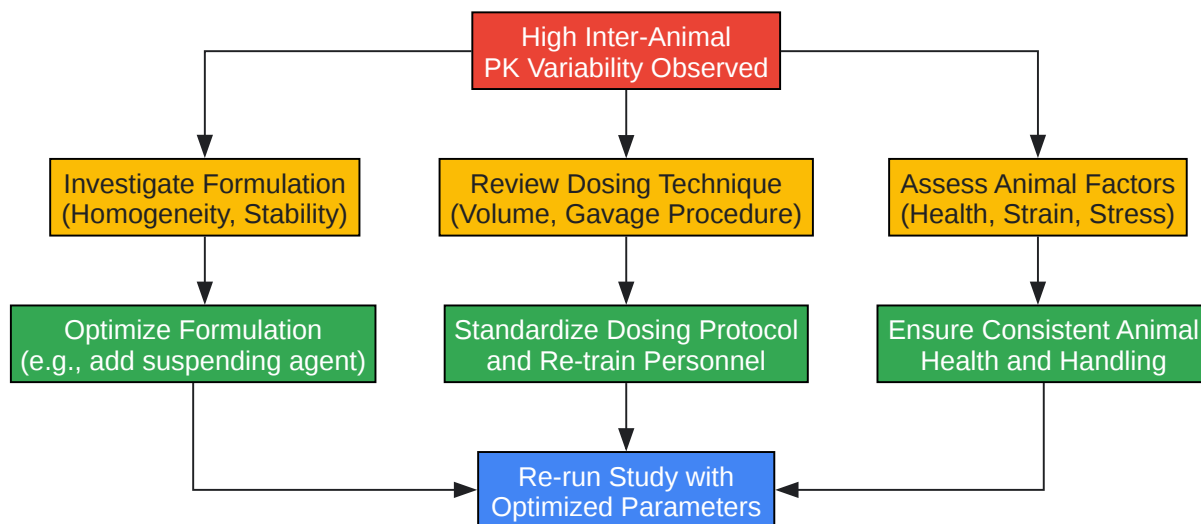 High Inter-Animal
PK Variability Observed
Investigate Formulation
(Homogeneity, Stability)
Review Dosing Technique
(Volume, Gavage Procedure)
Assess Animal Factors
(Health, Strain, Stress)
Optimize Formulation
(e.g., add suspending agent)
Standardize Dosing Protocol
and Re-train Personnel
Ensure Consistent Animal
Health and Handling
Re-run Study with
Optimized Parameters